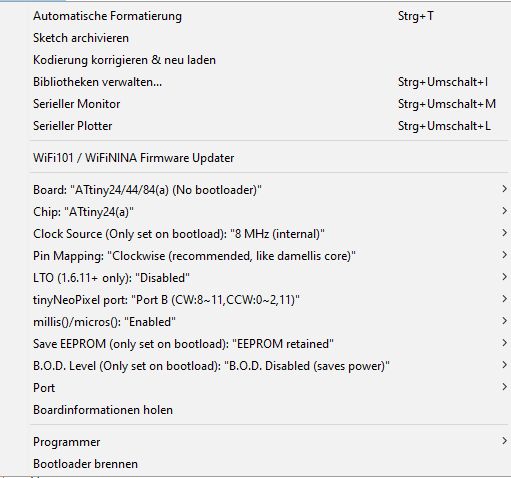 Automatische Formatierung Strg+T
Sketch archivieren
Kodierung korrigieren & neu laden
Bibliotheken verwalten... Strg+Umschalt+I
Serieller Monitor Strg+Umschalt+M
Serieller Plotter Strg+Umschalt+L
WiFi101 / WiFiNINA Firmware Updater
Board: "ATtiny24/44/84(a) (No bootloader)"
Chip: "ATtiny24(a)"
Clock Source (Only set on bootload): "8 MHz (internal)"
Pin Mapping: "Clockwise (recommended, like damellis core)"
LTO (1.6.11+ only): "Disabled"
tinyNeoPixel port: "Port B (CW:8~11,CCW:0~2,11)"
millis()/micros(): "Enabled"
Save EEPROM (only set on bootload): "EEPROM retained"
B.O.D. Level (Only set on bootload): "B.O.D. Disabled (saves power)"
Port
Boardinformationen holen
Programmer
Bootloader brennen